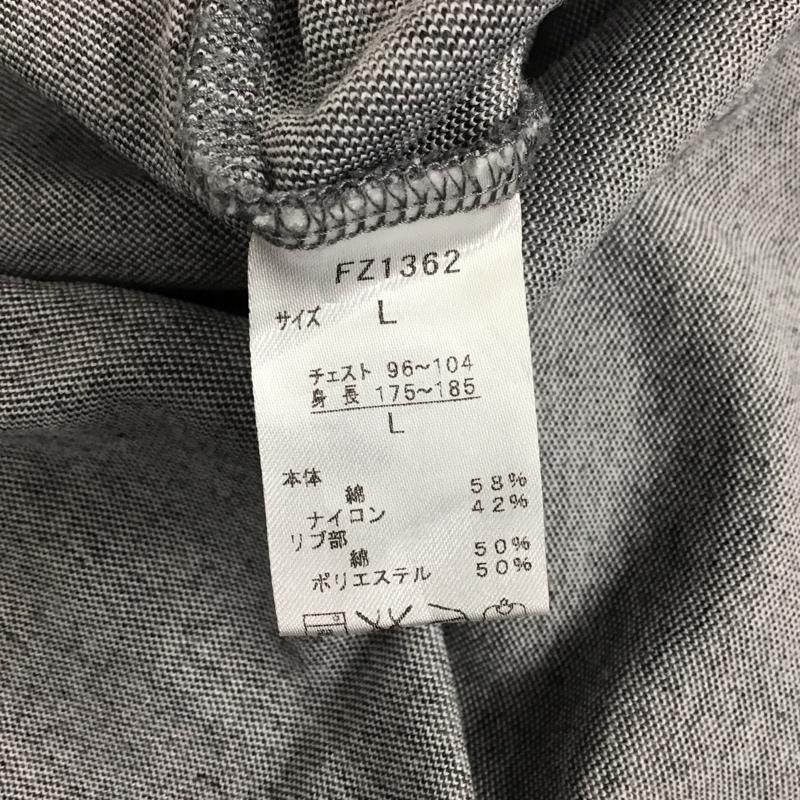 FZ1362
サイズ L
チェスト 96~104
身長 175~185
L
本体
綿 58%
ナイロン 42%
リブ部
綿 50%
ポリエステル 50%